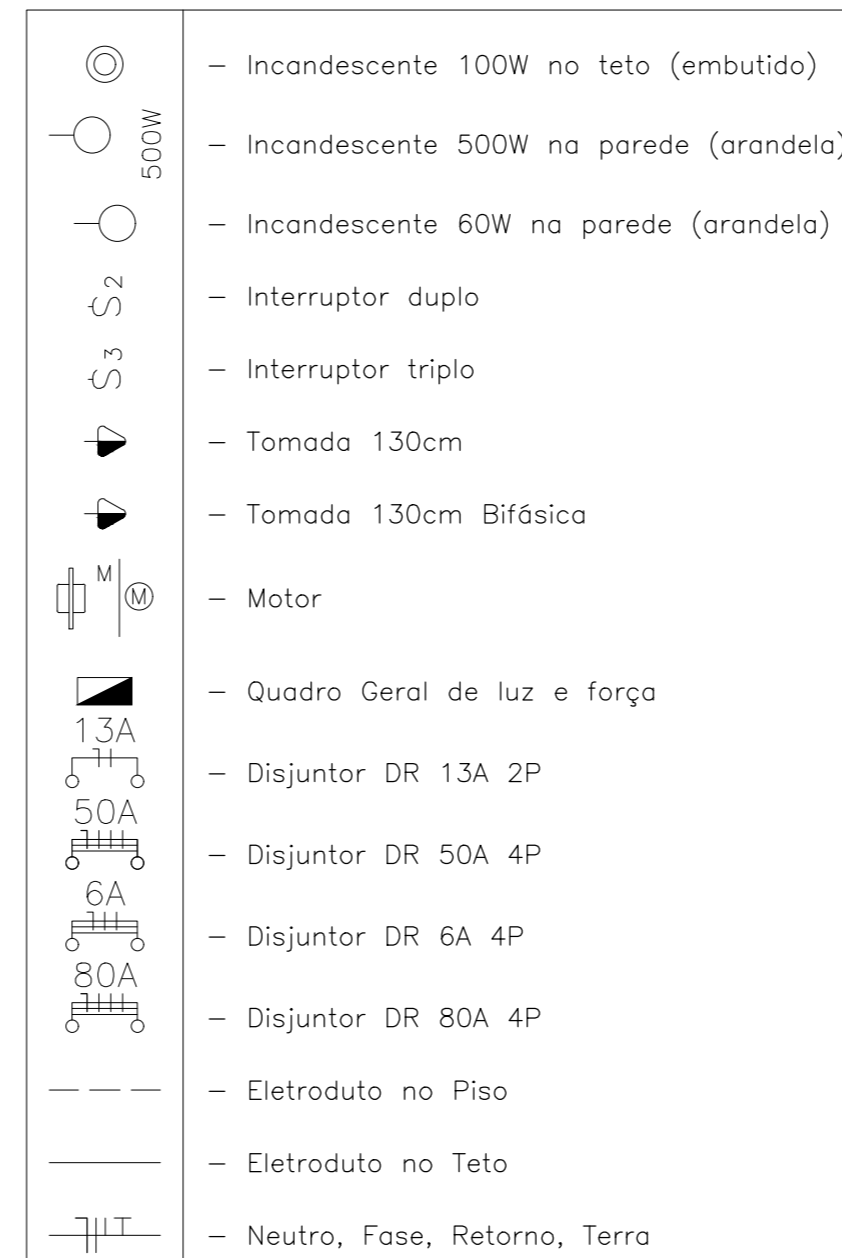 – Incandescente 100W no teto (embutido)
500W – Incandescente 500W na parede (arandela)
– Incandescente 60W na parede (arandela)
S2 – Interruptor duplo
S3 – Interruptor triplo
– Tomada 130cm
– Tomada 130cm Bifásica
M M – Motor
– Quadro Geral de luz e força
13A
– Disjuntor DR 13A 2P
50A
– Disjuntor DR 50A 4P
6A
– Disjuntor DR 6A 4P
80A
– Disjuntor DR 80A 4P
– Eletroduto no Piso
– Eletroduto no Teto
– Neutro, Fase, Retorno, Terra